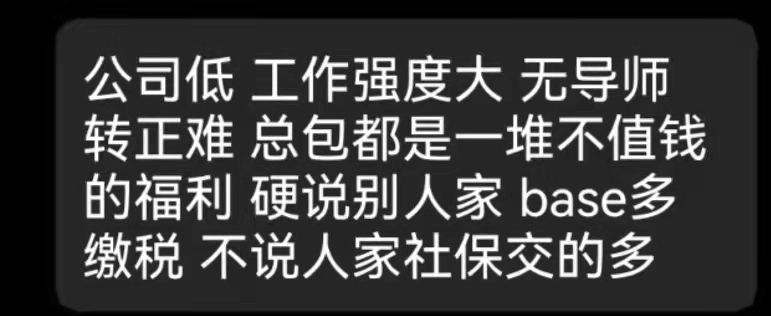 公司低 工作强度大 无导师
转正难 总包都是一堆不值钱
的福利 硬说别人家 base多
缴税 不说人家社保交的多